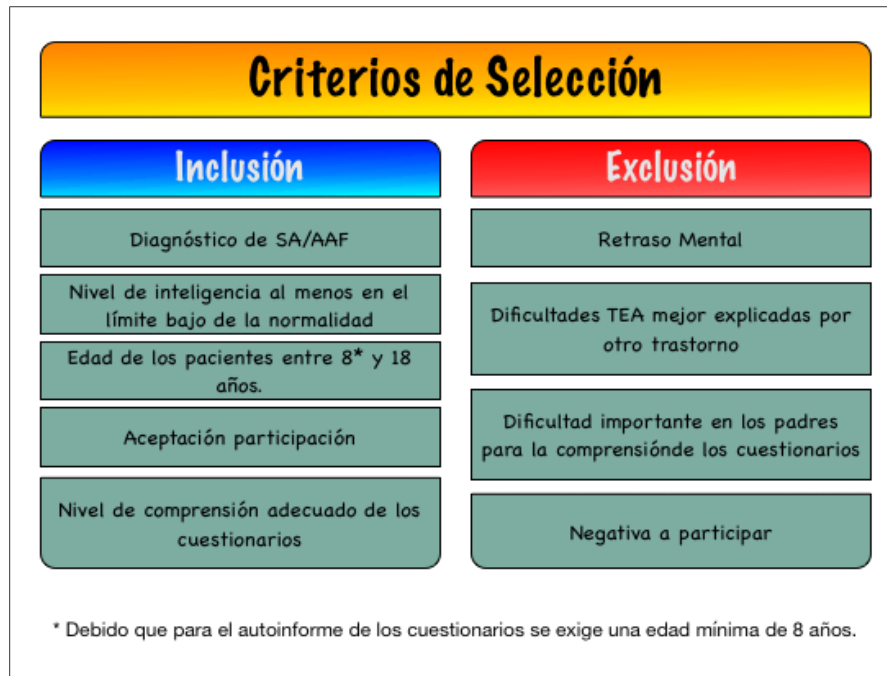 Criterios de Selección
Inclusión
Diagnóstico de SA/AAF
Nivel de inteligencia al menos en el
límite bajo de la normalidad
Edad de los pacientes entre 8* y 18
años.
Aceptación participación
Nivel de comprensión adecuado de los
cuestionarios
Exclusión
Retraso Mental
Dificultades TEA mejor explicadas por
otro trastorno
Dificultad importante en los padres
para la comprensiónde los cuestionarios
Negativa a participar
* Debido que para el autoinforme de los cuestionarios se exige una edad mínima de 8 años.